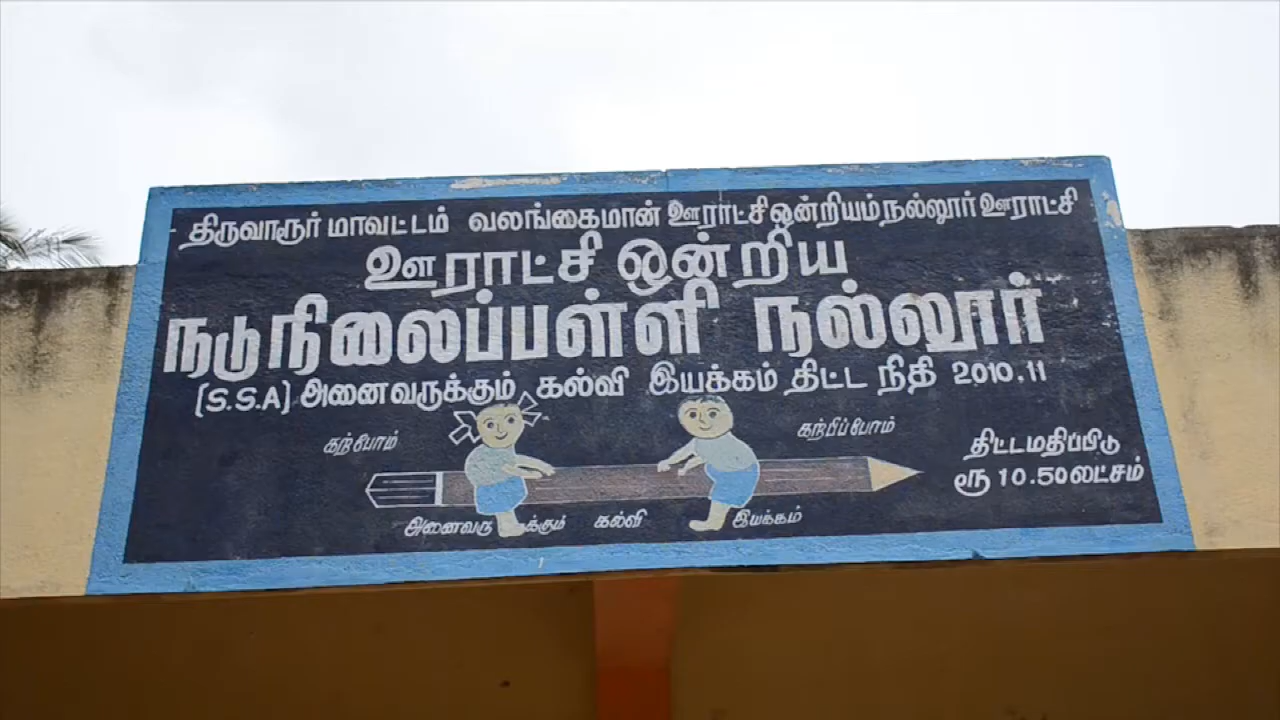 திருவாரூர் மாவட்டம் வலங்கைமான் ஊராட்சி ஒன்றியம் நல்லூர் ஊராட்சி
ஊராட்சி ஒன்றிய
நடுநிலைப்பள்ளி நல்லூர்
(S.S.A) அனைவருக்கும் கல்வி இயக்கம் திட்ட நிதி 2010.11
கற்போம் கற்பிப்போம்
திட்டமதிப்பீடு
ரூ 10.50 லட்சம்
அனைவருக்கும் கல்வி இயக்கம்